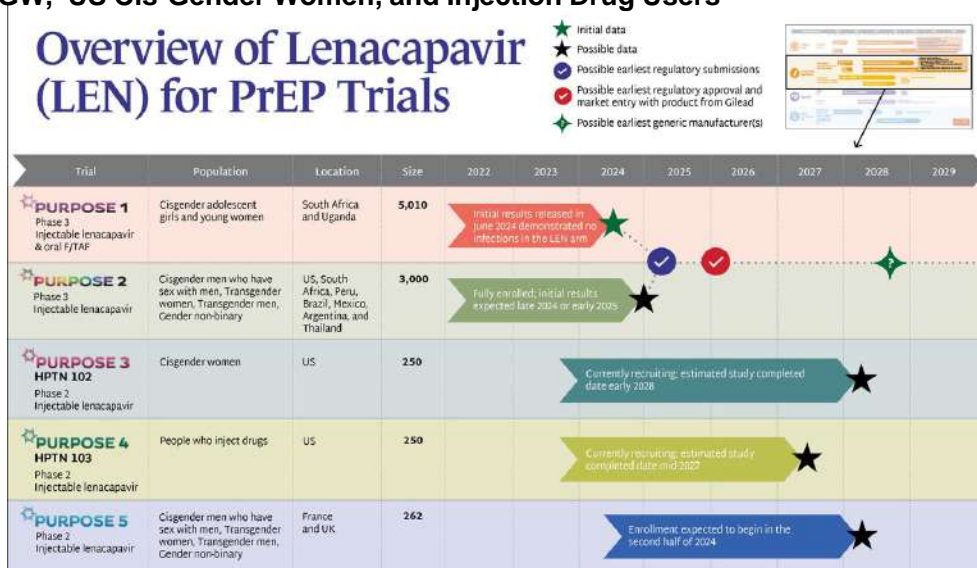 GW, US Cis-Gender Women, and Injection Drug Users
Overview of Lenacapavir
(LEN) for PrEP Trials
Initial data
Possible data
Possible earliest regulatory submissions
Possible earliest regulatory approval and
market entry with product from Gilead
Possible earliest generic manufacturer(s)
Trial Population Location Size 2022 2023 2024 2025 2026 2027 2028 2029
PURPOSE 1
Phase 3
Injectable lenacapavir
& oral F/TAF
Cisgender adolescent
girls and young women
South Africa
and Uganda
5,010
Initial results released in
June 2024 demonstrated no
infections in the LEN arm
?
PURPOSE 2
Phase 3
Injectable lenacapavir
Cisgender men who have
sex with men, Transgender
women, Transgender men,
Gender non-binary
US, South
Africa, Peru,
Brazil, Mexico,
Argentina, and
Thailand
3,000
Fully enrolled; initial results
expected late 2024 or early 2025
PURPOSE 3
HPTN 102
Phase 2
Injectable lenacapavir
Cisgender women
US
250
Currently recruiting; estimated study completed
date early 2028
PURPOSE 4
HPTN 103
Phase 2
Injectable lenacapavir
People who inject drugs
US
250
Currently recruiting; estimated study
completed date mid 2027
PURPOSE 5
Phase 2
Injectable lenacapavir
Cisgender men who have
sex with men, Transgender
women, Transgender men,
Gender non-binary
France
and UK
262
Enrollment expected to begin in the
second half of 2024